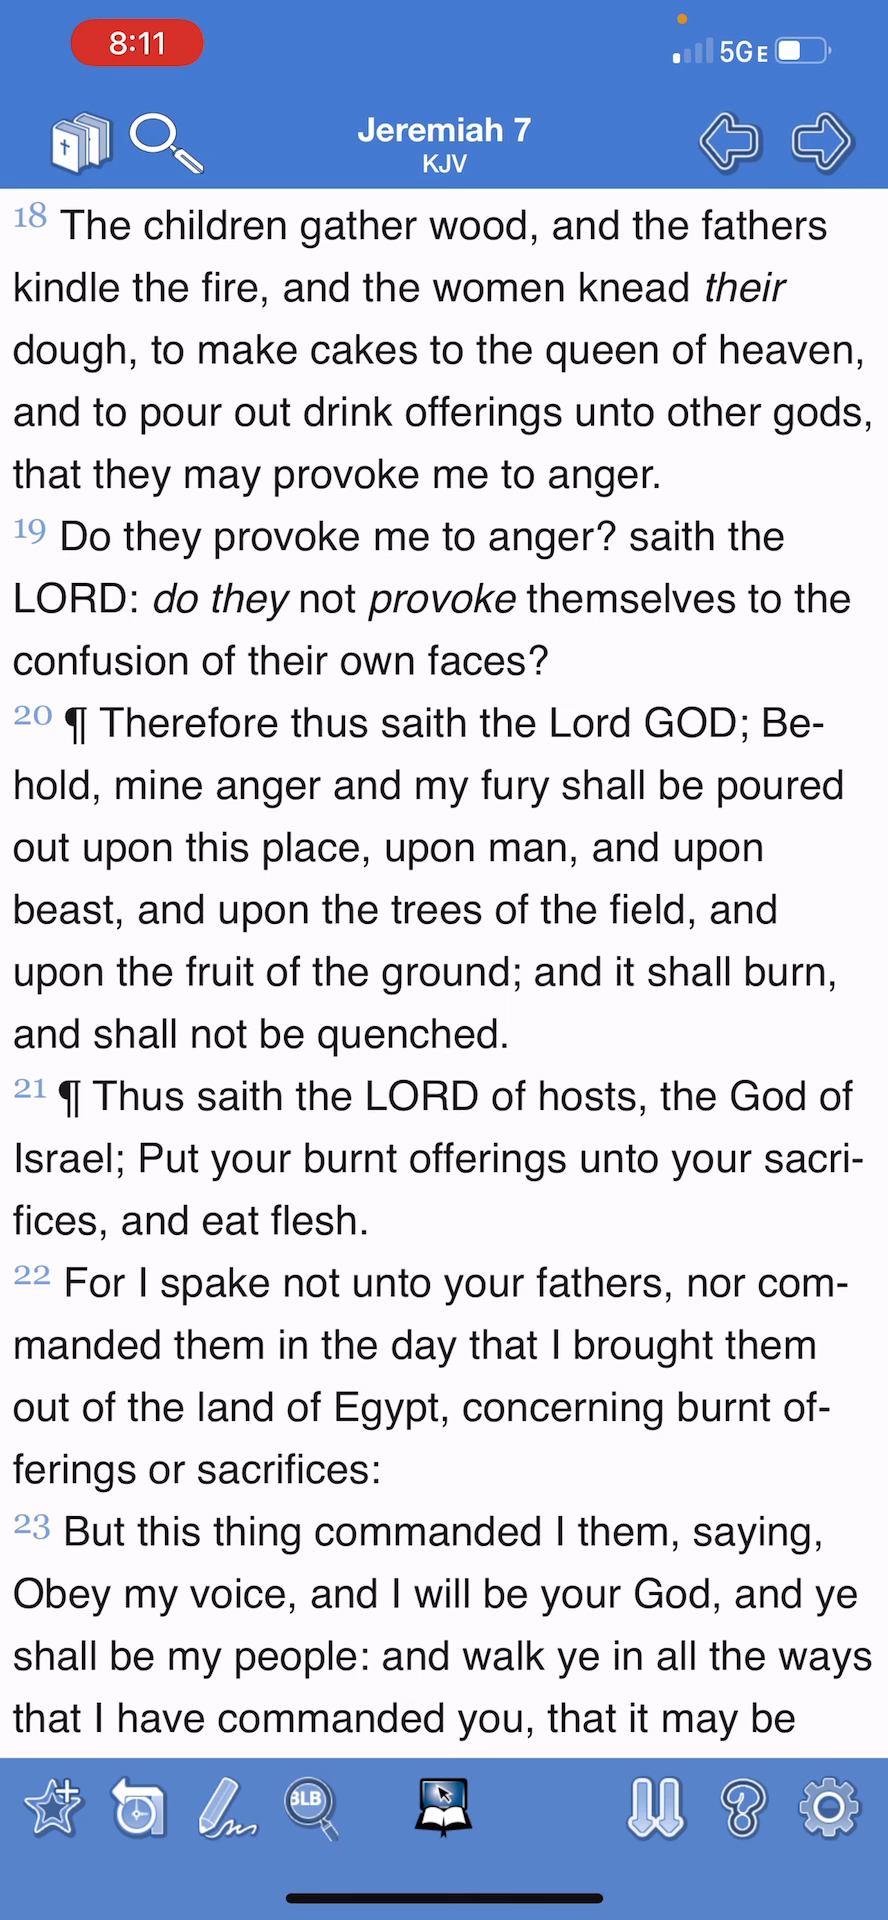 8:11
5GE
Jeremiah 7
KJV
18 The children gather wood, and the fathers
kindle the fire, and the women knead their
dough, to make cakes to the queen of heaven,
and to pour out drink offerings unto other gods,
that they may provoke me to anger.
19 Do they provoke me to anger? saith the
LORD: do they not provoke themselves to the
confusion of their own faces?
20 ¶ Therefore thus saith the Lord GOD; Be-
hold, mine anger and my fury shall be poured
out upon this place, upon man, and upon
beast, and upon the trees of the field, and
upon the fruit of the ground; and it shall burn,
and shall not be quenched.
21 ¶ Thus saith the LORD of hosts, the God of
Israel; Put your burnt offerings unto your sacri-
fices, and eat flesh.
22 For I spake not unto your fathers, nor com-
manded them in the day that I brought them
out of the land of Egypt, concerning burnt of-
ferings or sacrifices:
23 But this thing commanded I them, saying,
Obey my voice, and I will be your God, and ye
shall be my people: and walk ye in all the ways
that I have commanded you, that it may be
BLB